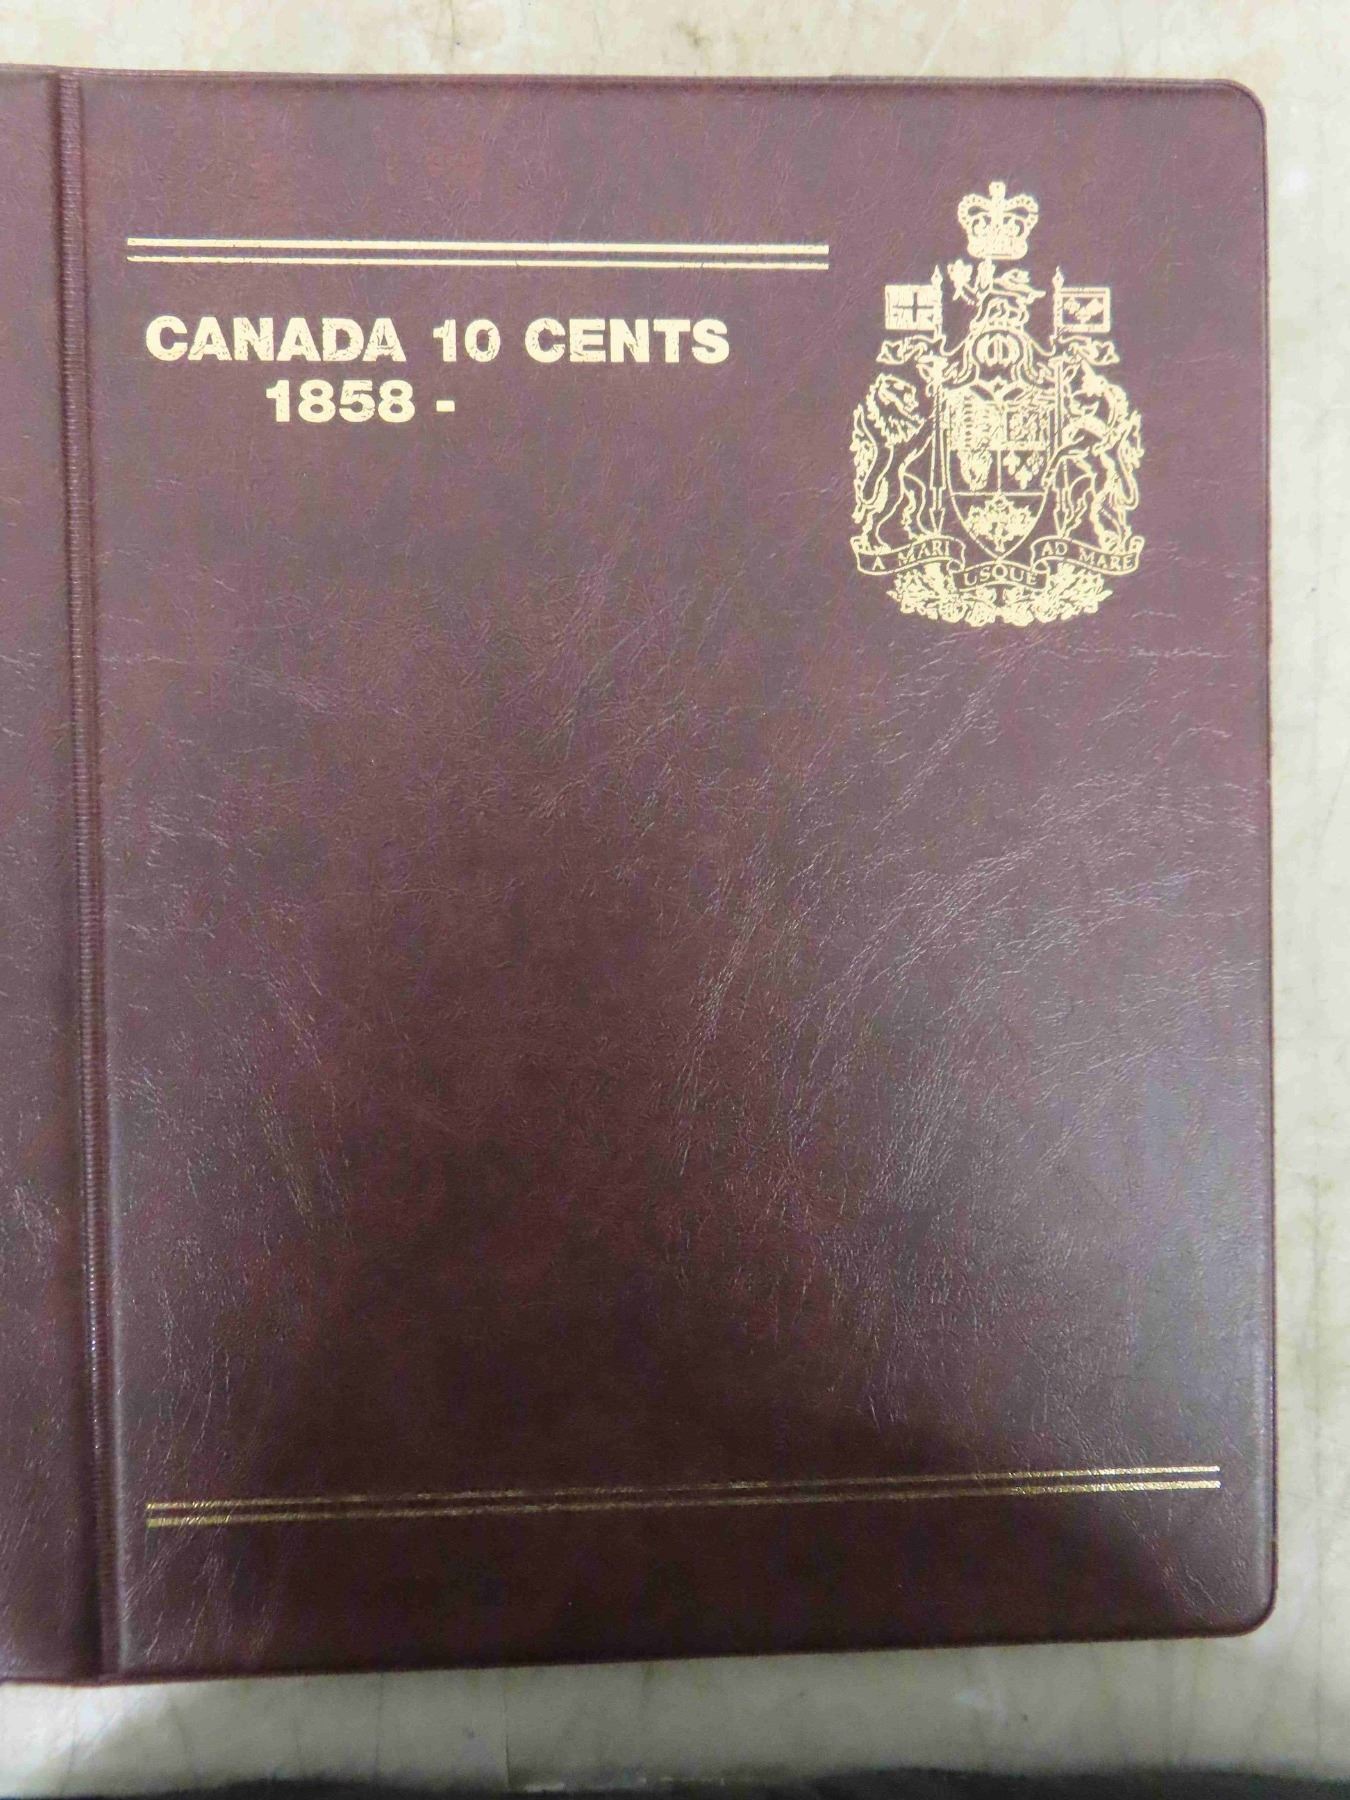 CANADA 10 CENTS
1858 -
A MARI USQUE AD MARE